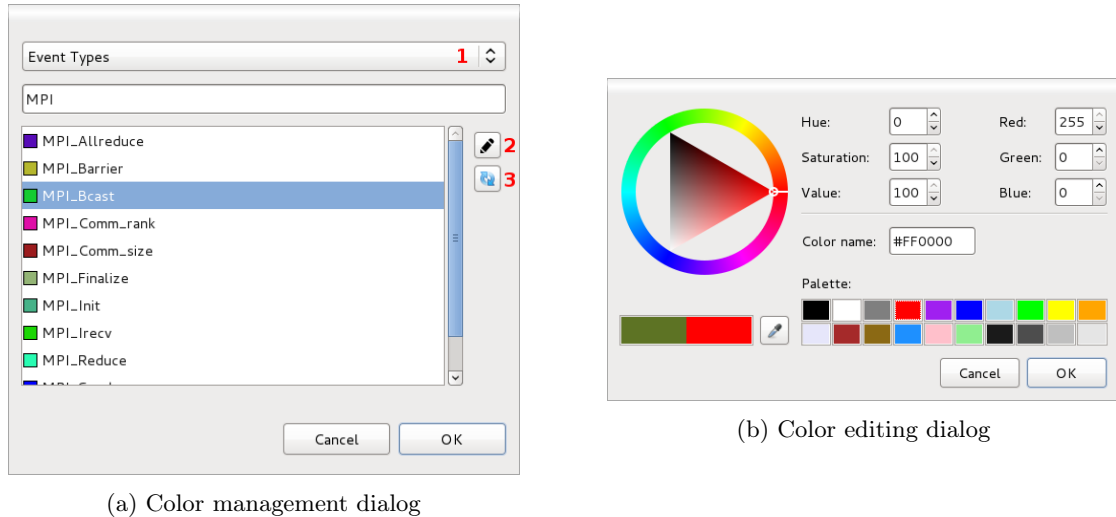 Event Types
1
MPI
MPI_Allreduce
2
MPI_Barrier
3
MPI_Bcast
MPI_Comm_rank
MPI_Comm_size
MPI_Finalize
MPI_Init
MPI_Irecv
MPI_Reduce
Cancel
OK
(a) Color management dialog
Hue: 0 Red: 255
Saturation: 100 Green: 0
Value: 100 Blue: 0
Color name: #FF0000
Palette:
Cancel OK
(b) Color editing dialog